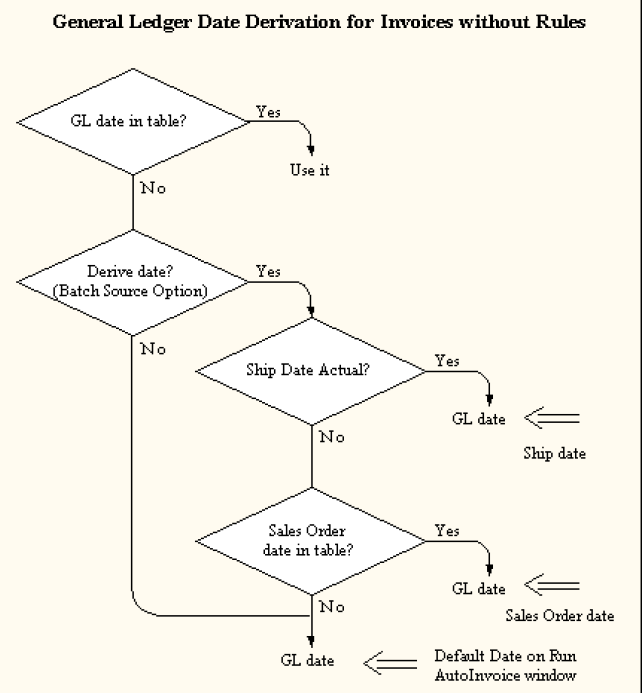 General Ledger Date Derivation for Invoices without Rules
GL date in table?
Yes
Use it
No
Derive date?
(Batch Source Option)
Yes
No
Ship Date Actual?
Yes
GL date
Ship date
No
Sales Order
date in table?
Yes
GL date
Sales Order date
No
GL date
Default Date on Run
AutoInvoice window